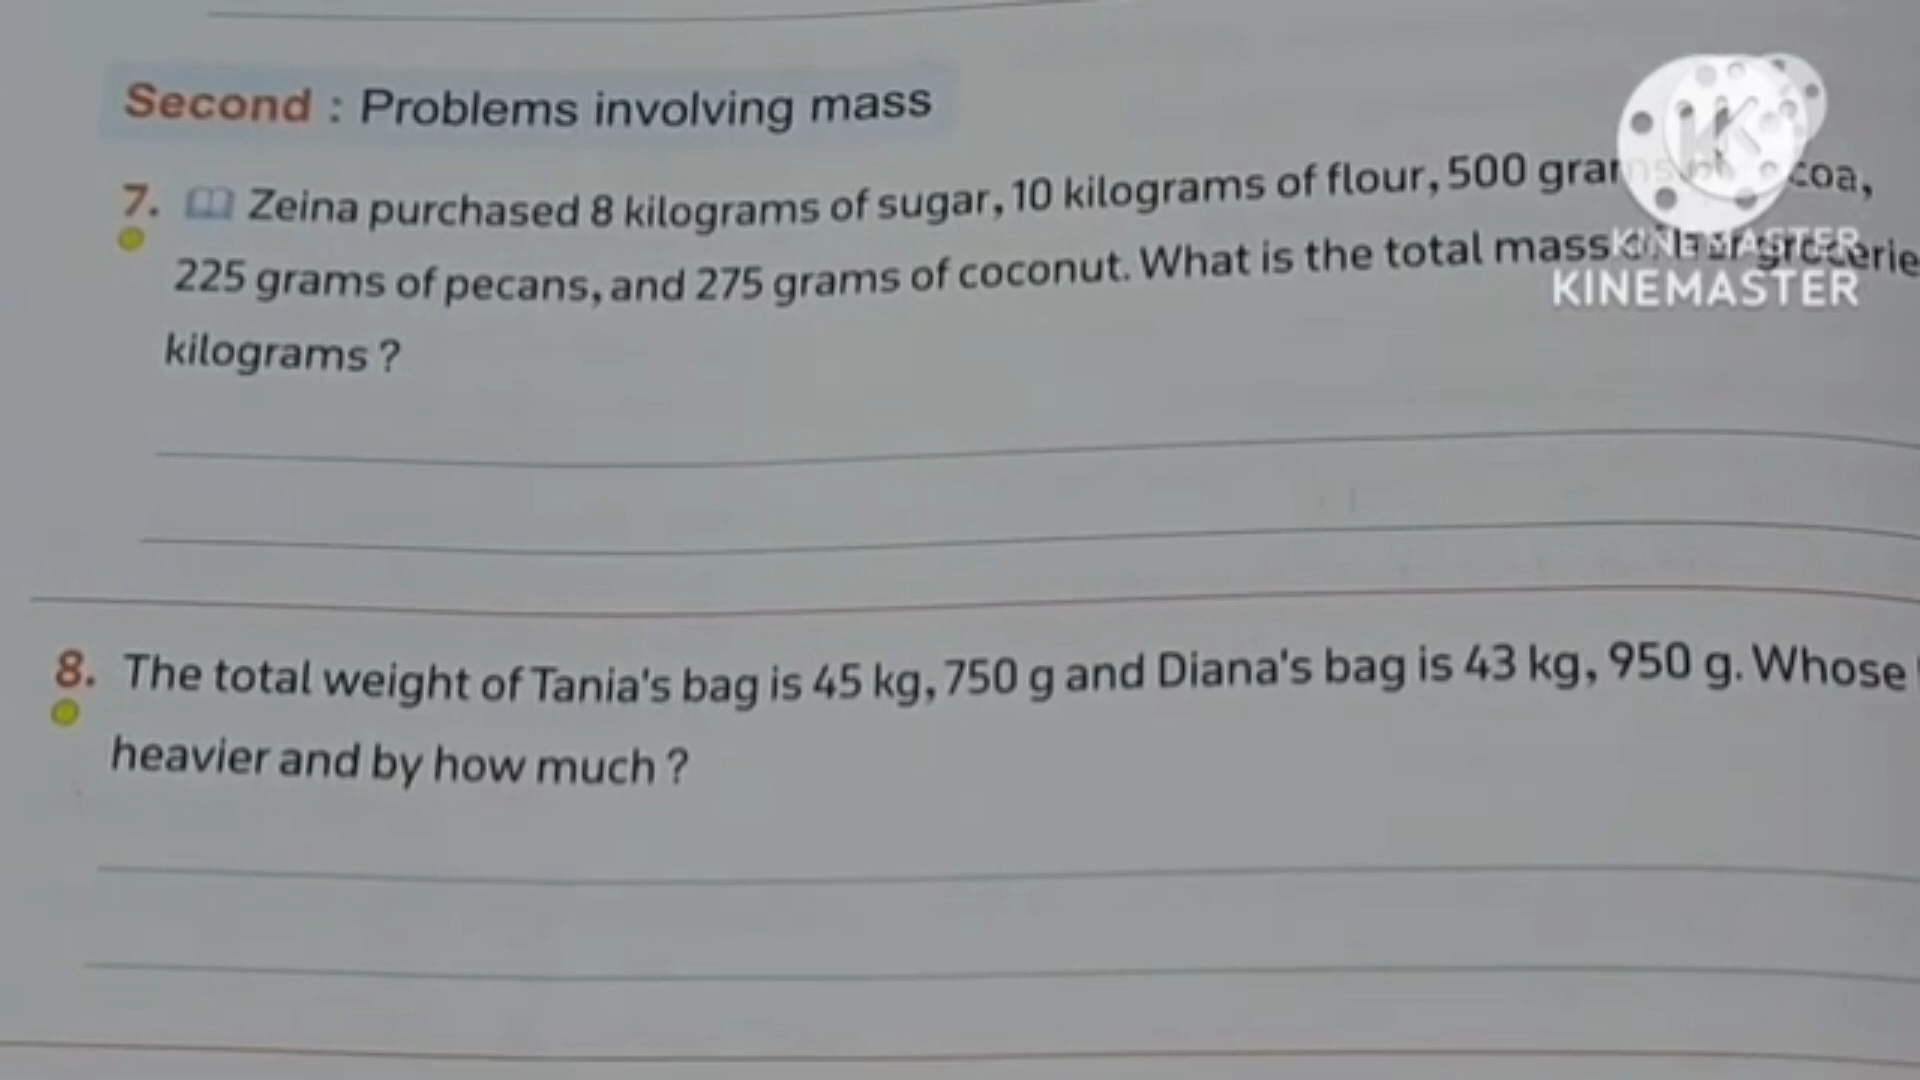 Second : Problems involving mass
7. Zeina purchased 8 kilograms of sugar, 10 kilograms of flour, 500 coa,
225 grams of pecans, and 275 grams of coconut. What is the total mass
kilograms ?
8. The total weight of Tania's bag is 45 kg, 750 g and Diana's bag is 43 kg, 950 g. Whose
heavier and by how much ?
KINEMASTER
KINEMASTER